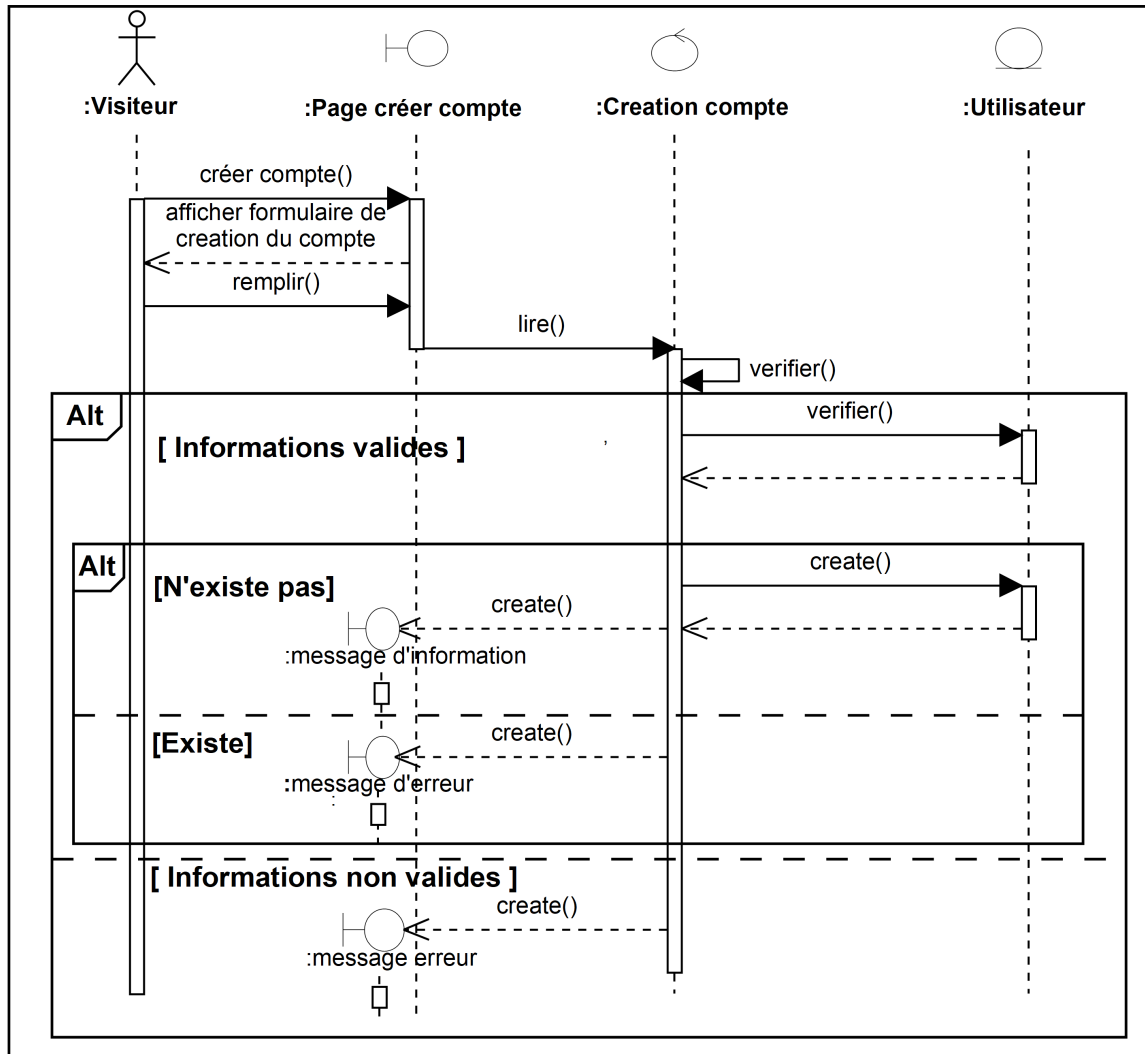 :Visiteur
:Page créer compte
:Creation compte
:Utilisateur
créer compte()
afficher formulaire de
creation du compte
remplir()
lire()
verifier()
Alt
verifier()
[ Informations valides ]
,
Alt
create()
[N'existe pas]
create()
:message d'information
[Existe]
create()
:message d'erreur
:
[ Informations non valides ]
create()
:message erreur